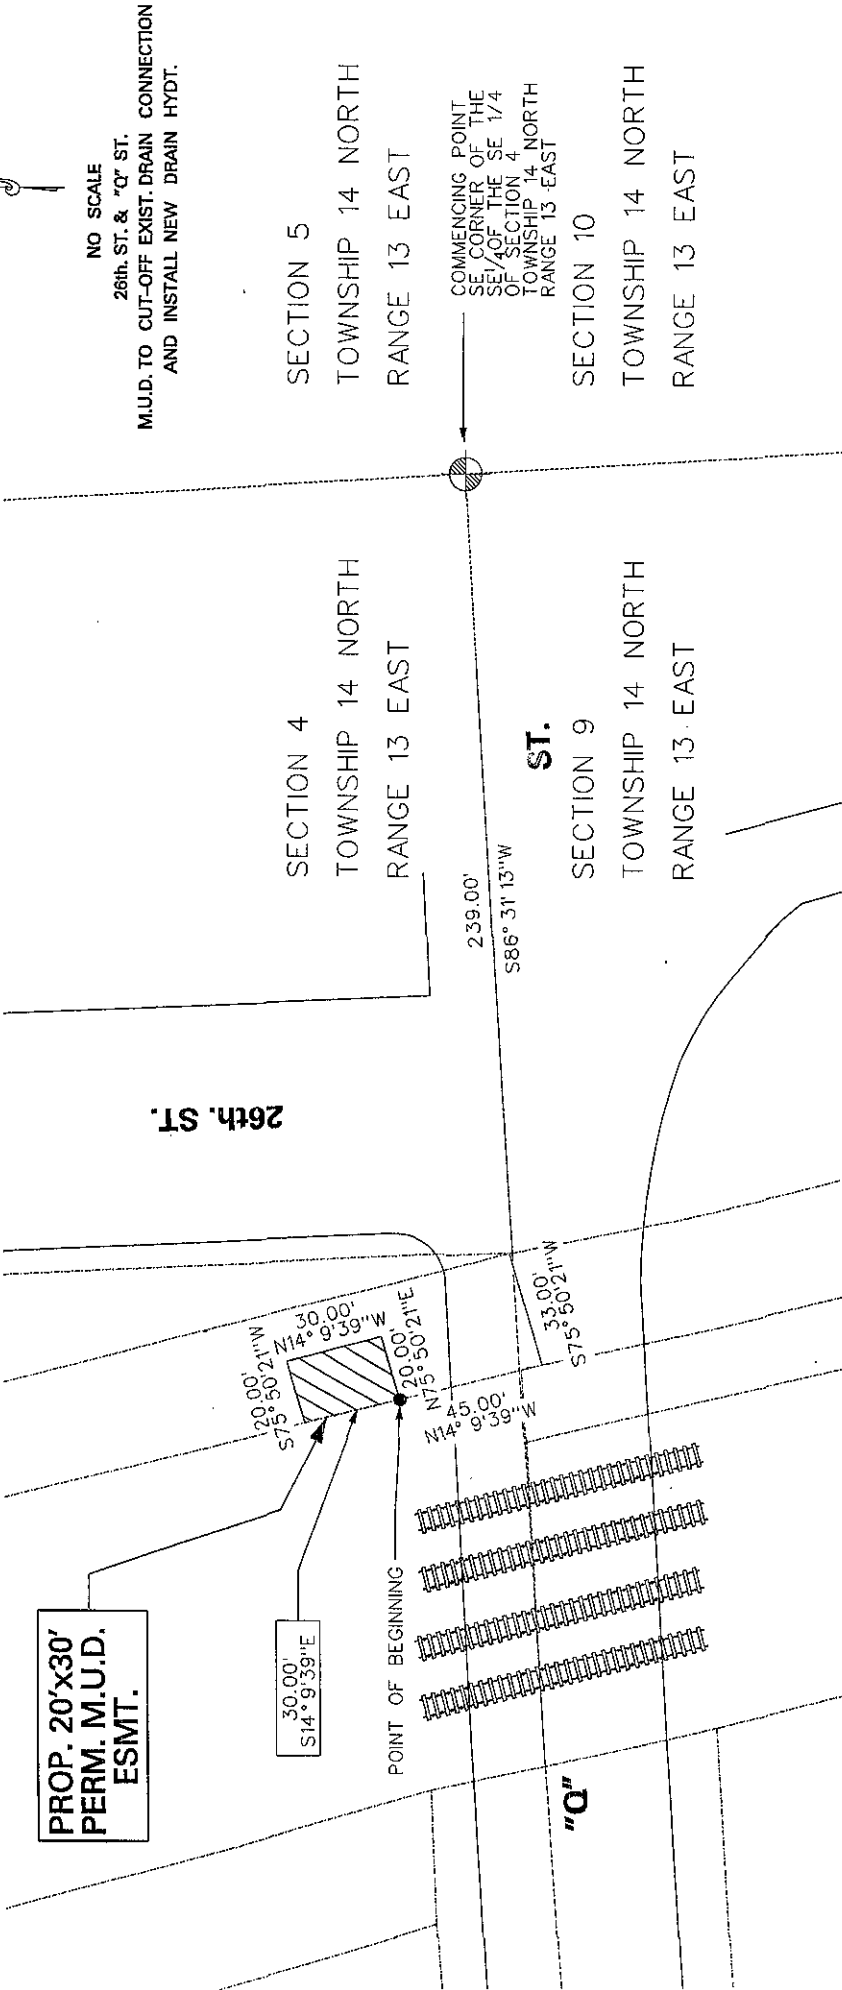 NO SCALE
26th. ST. & "Q" ST.
M.U.D. TO CUT-OFF EXIST. DRAIN CONNECTION
AND INSTALL NEW DRAIN HYDT.
SECTION 5
TOWNSHIP 14 NORTH
RANGE 13 EAST
COMMENCING POINT
SE CORNER OF THE
SE1/4OF THE SE 1/4
OF SECTION 4
TOWNSHIP 14 NORTH
RANGE 13 EAST
SECTION 10
TOWNSHIP 14 NORTH
RANGE 13 EAST
SECTION 4
TOWNSHIP 14 NORTH
RANGE 13 EAST
239.00'
S86° 31' 13"W
ST.
SECTION 9
TOWNSHIP 14 NORTH
RANGE 13 EAST
26th. ST.
20.00'
S75° 50'21"W
30.00'
N14° 9'39"W
20.00'
N75° 50'21"E
45.00'
N14° 9'39"W
33.00'
S75° 50'21"W
PROP. 20'x30'
PERM. M.U.D.
ESMT.
30.00'
S14° 9'39"E
POINT OF BEGINNING
"Q"